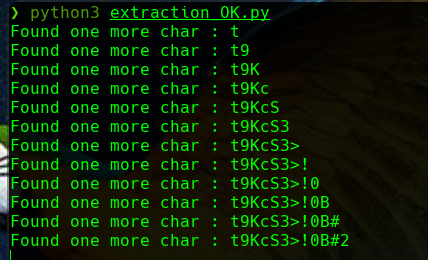 ❯ python3 extraction_OK.py
Found one more char : t
Found one more char : t9
Found one more char : t9K
Found one more char : t9Kc
Found one more char : t9KcS
Found one more char : t9KcS3
Found one more char : t9KcS3>
Found one more char : t9KcS3>!
Found one more char : t9KcS3>!0
Found one more char : t9KcS3>!0B
Found one more char : t9KcS3>!0B#
Found one more char : t9KcS3>!0B#2